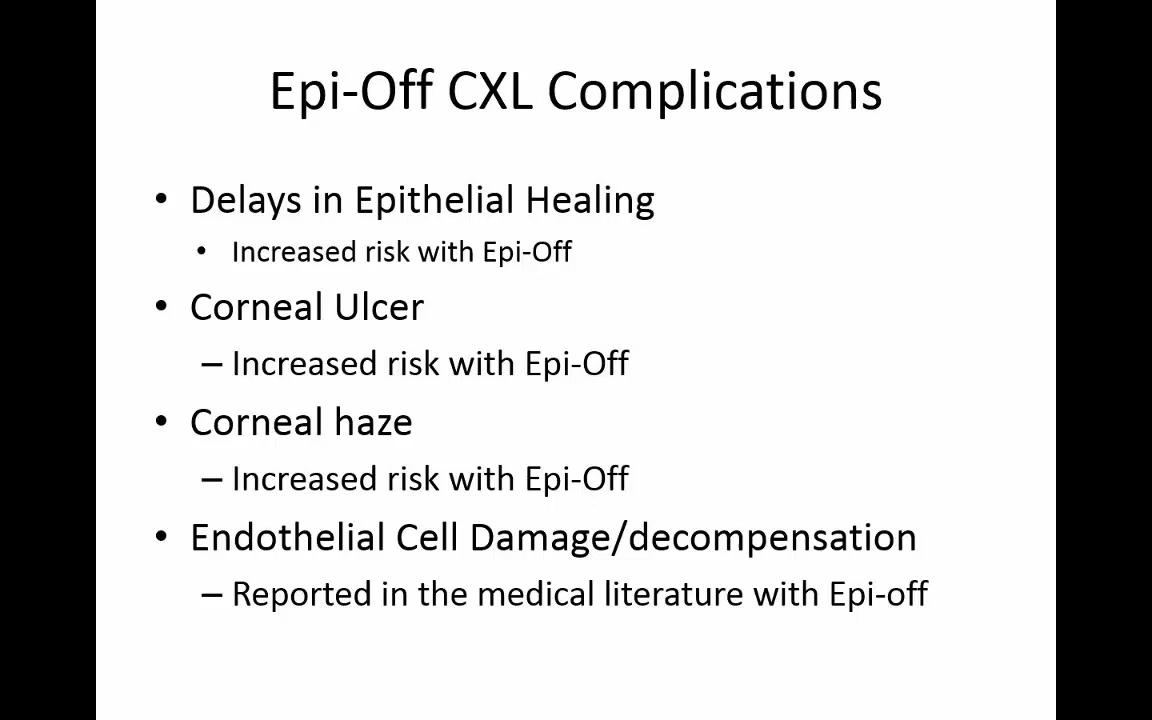 Epi-Off CXL Complications
• Delays in Epithelial Healing
• Increased risk with Epi-Off
• Corneal Ulcer
– Increased risk with Epi-Off
• Corneal haze
– Increased risk with Epi-Off
• Endothelial Cell Damage/decompensation
– Reported in the medical literature with Epi-off